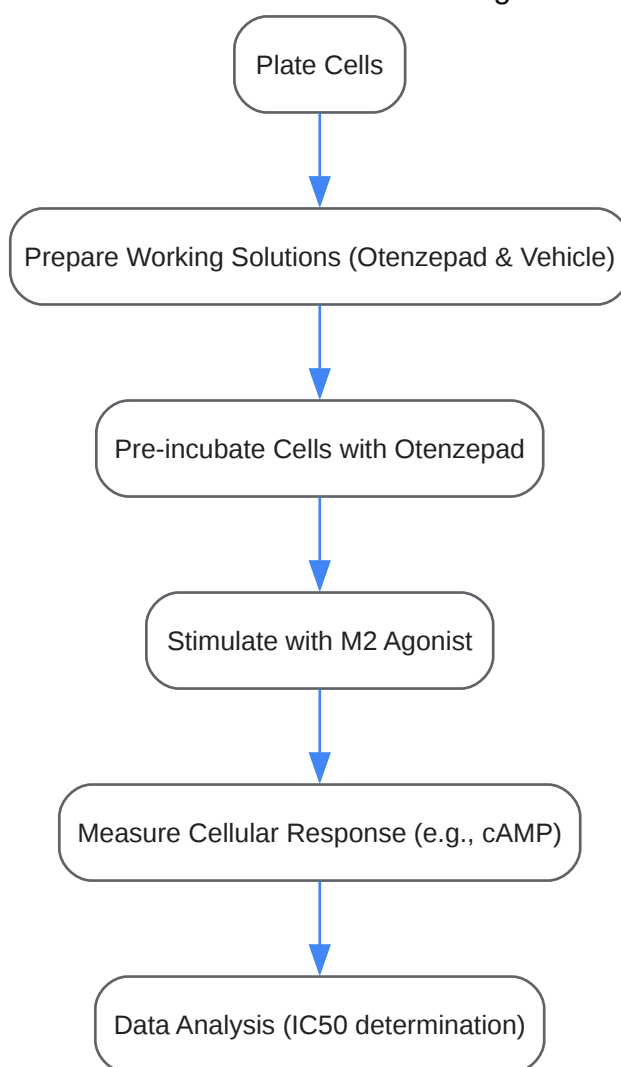 Plate Cells
Prepare Working Solutions (Otenzepad & Vehicle)
Pre-incubate Cells with Otenzepad
Stimulate with M2 Agonist
Measure Cellular Response (e.g., cAMP)
Data Analysis (IC50 determination)